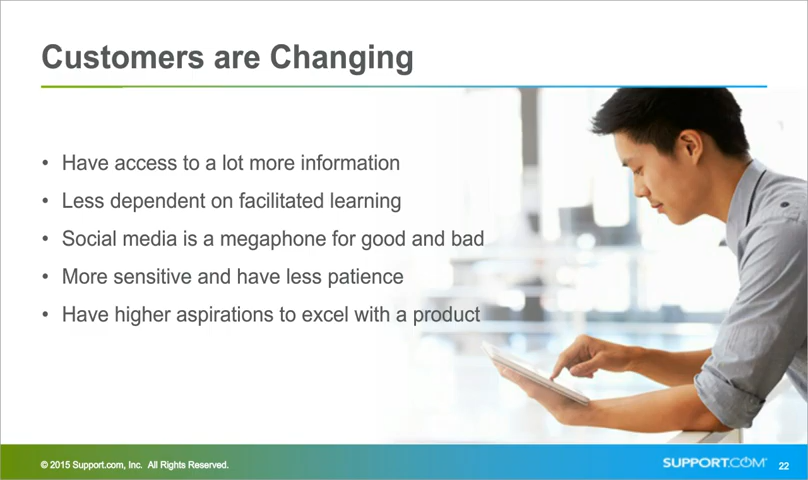 Customers are Changing
• Have access to a lot more information
• Less dependent on facilitated learning
• Social media is a megaphone for good and bad
• More sensitive and have less patience
• Have higher aspirations to excel with a product
© 2015 Support.com, Inc. All Rights Reserved.
SUPPORT.COM
22